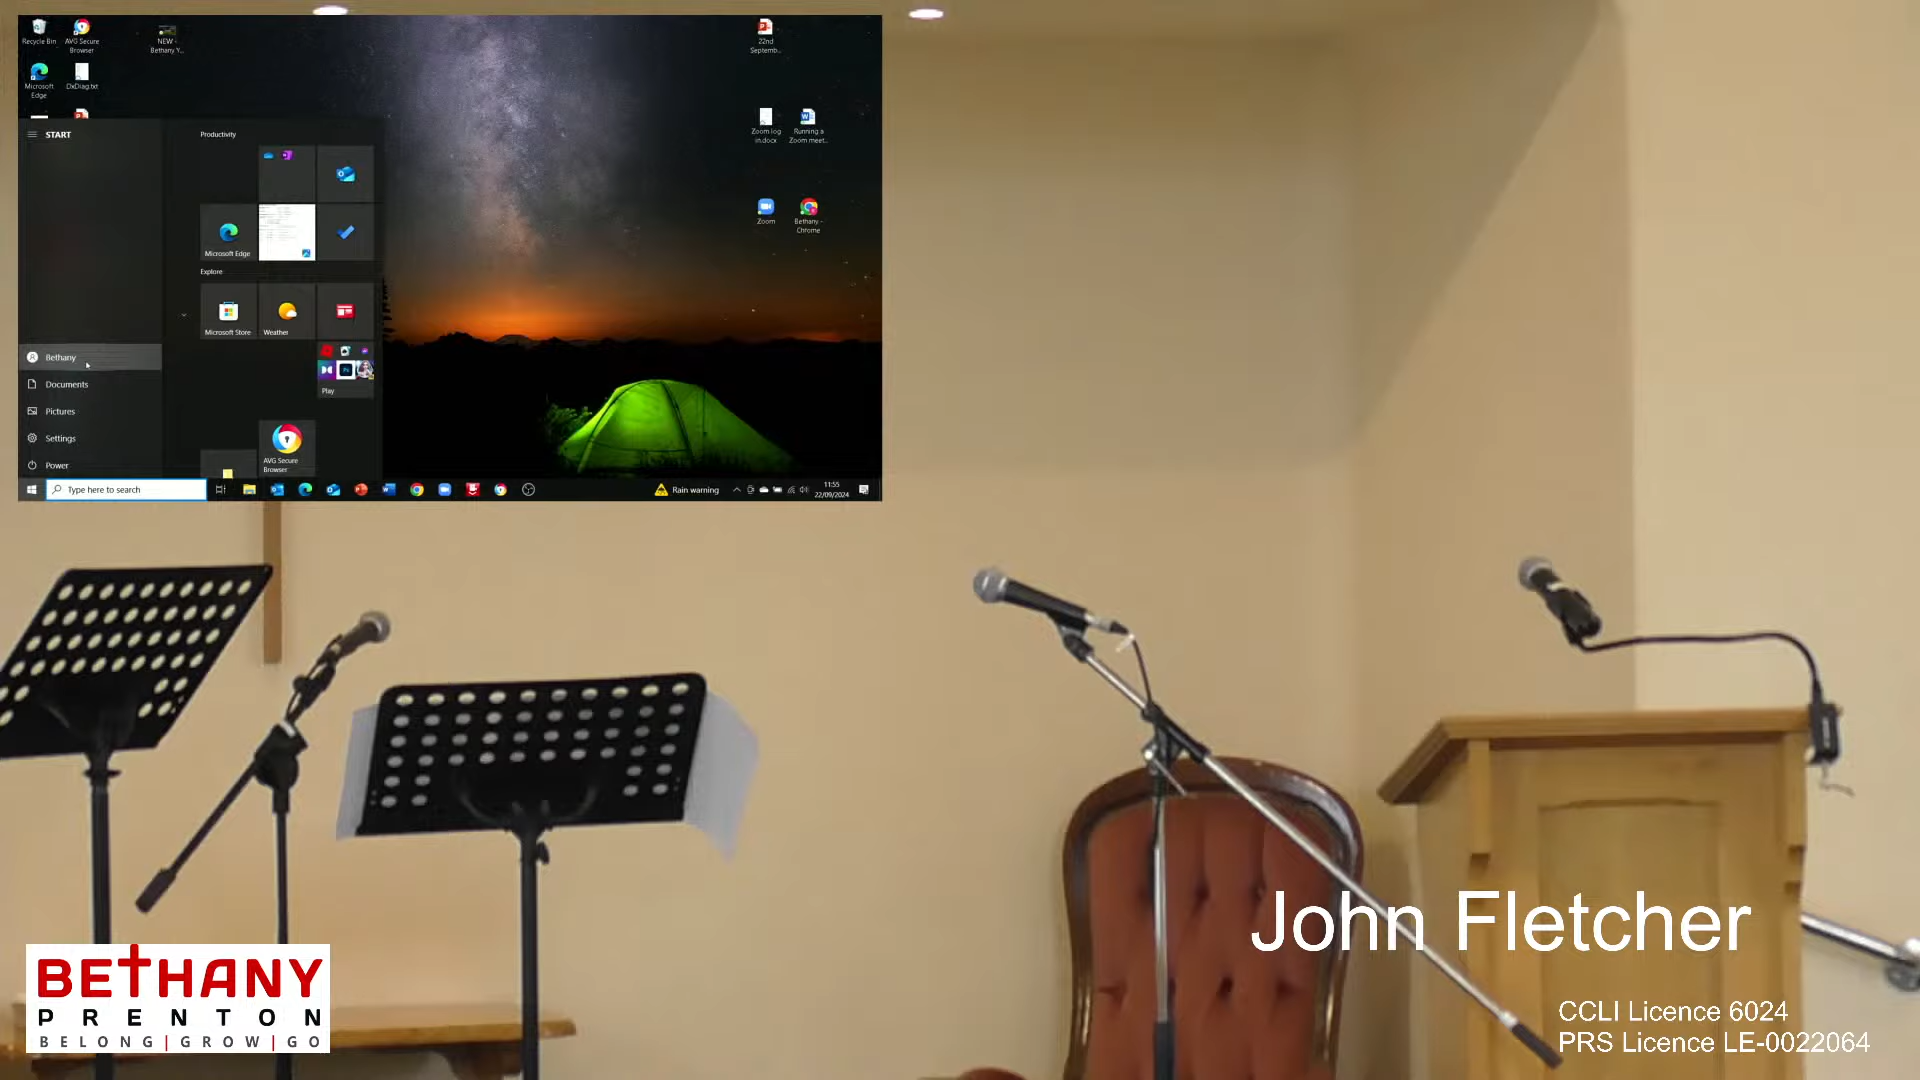 Recycle Bin
AVG Secure
Browser
NEW -
Bethany Y...
22nd
Septemb...
Microsoft
Edge
DxDiag.txt
START
Productivity
Zoom log
in.docx
Running a
Zoom meet...
Zoom
Bethany -
Chrome
Microsoft Edge
Explore
Microsoft Store
Weather
Play
Bethany
Documents
Pictures
Settings
Power
AVG Secure
Browser
Type here to search
Rain warning
11:55
22/09/2024
John Fletcher
BETHANY
PRENTON
BELONG|GROW|GO
CCLI Licence 6024
PRS Licence LE-0022064